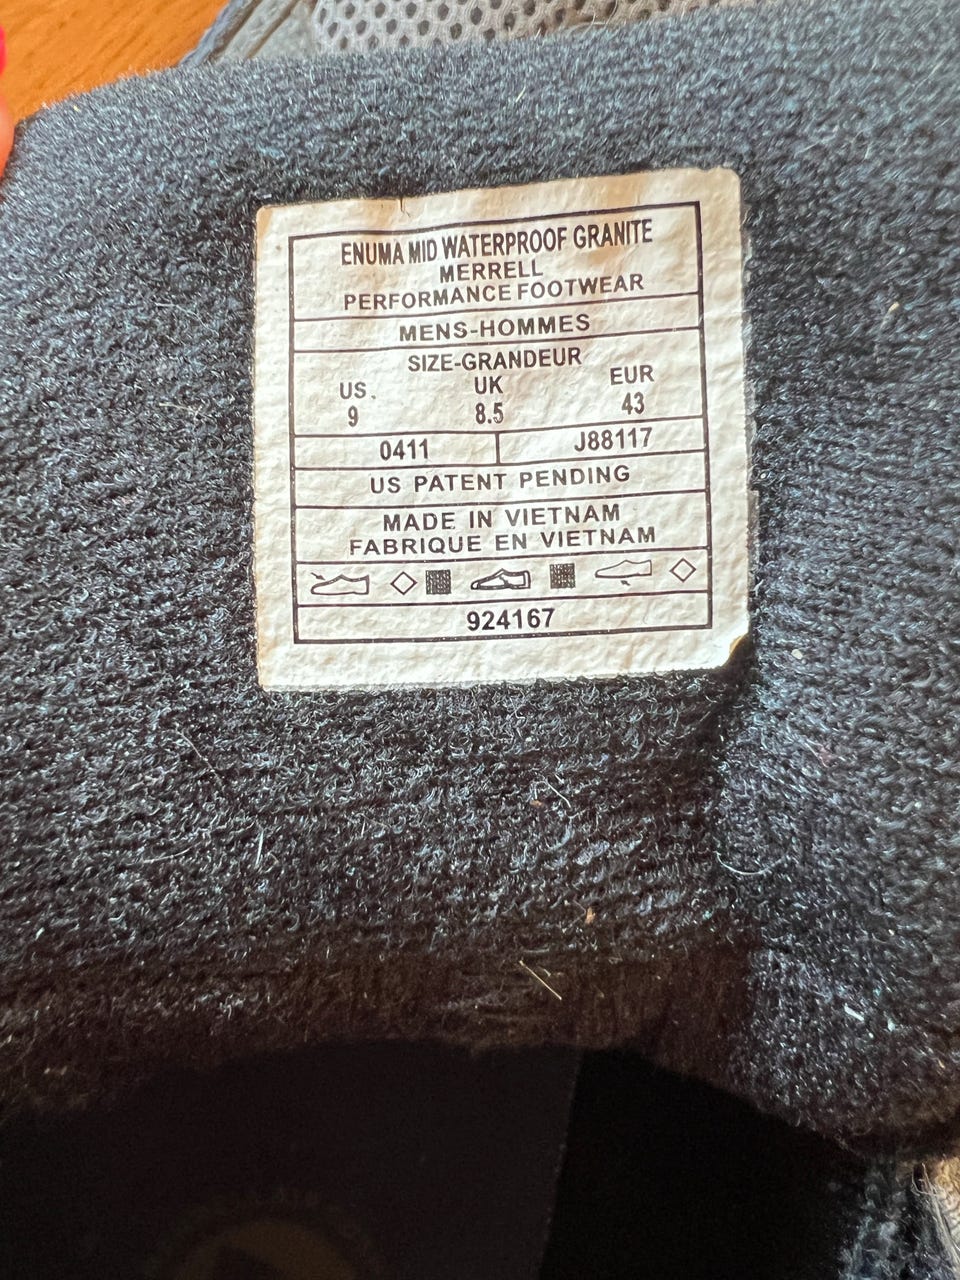 ENUMA MID WATERPROOF GRANITE
MERRELL
PERFORMANCE FOOTWEAR
MENS-HOMMES
SIZE-GRANDEUR
US. UK EUR
9 8.5 43
0411 J88117
US PATENT PENDING
MADE IN VIETNAM
FABRIQUE EN VIETNAM
924167